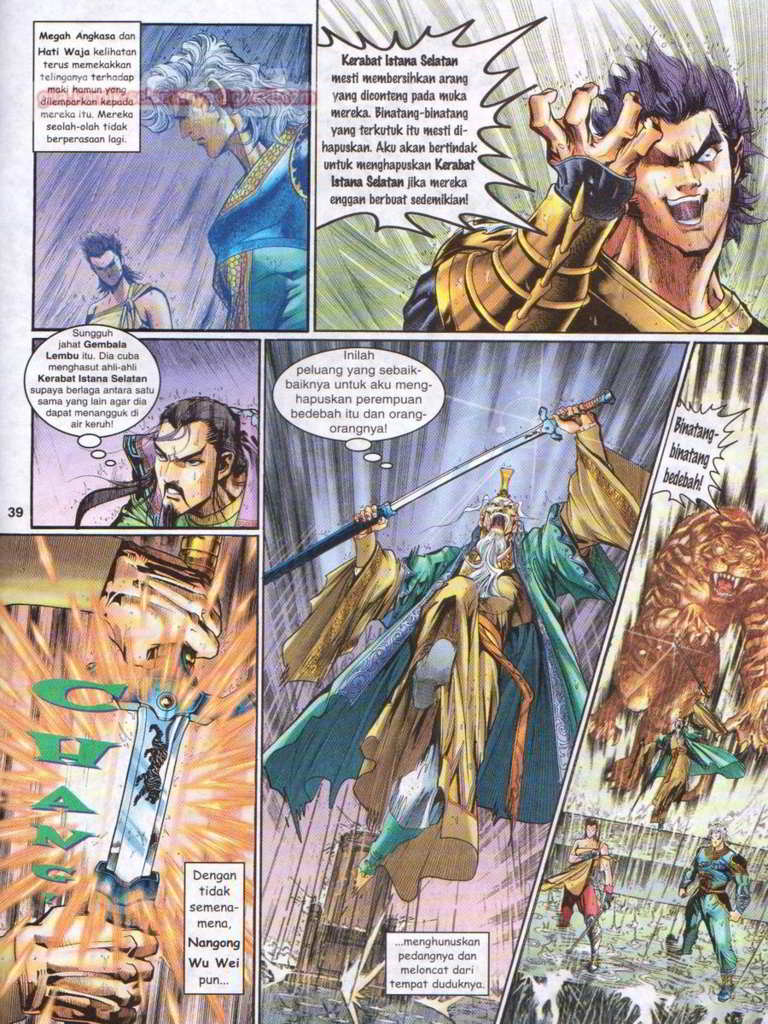 Megah Angkasa dan
Hati Waja kelihatan
terus memekakkan
telinganya terhadap
maki hamun yang
dilemparkan kepada
mereka itu. Mereka
seolah-olah tidak
berperasaan lagi.
Kerabat Istana Selatan
mesti membersihkan arang
yang diconteng pada muka
mereka. Binatang-binatang
yang terkutuk itu mesti di-
hapuskan. Aku akan bertindak
untuk menghapuskan Kerabat
Istana Selatan jika mereka
enggan berbuat sedemikian!
Sungguh
jahat Gembala
Lembu itu. Dia cuba
menghasut ahli-ahli
Kerabat Istana Selatan
supaya berlaga antara satu
sama yang lain agar dia
dapat menangguk di
air keruh!
Inilah
peluang yang sebaik-
baiknya untuk aku meng-
hapuskan perempuan
bedebah itu dan orang-
orangnya!
Binatang-
binatang
bedebah!
39
CHANG
Dengan
tidak
semena-
mena,
Nangong
Wu Wei
pun...
...menghunuskan
pedangnya dan
meloncat dari
tempat duduknya.